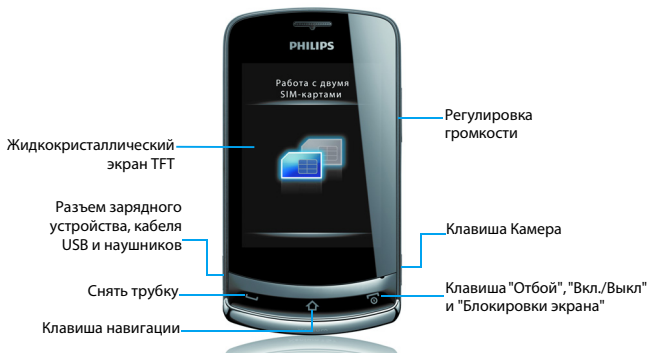 PHILIPS
Работа с двумя
SIM-картами
Жидкокристаллический
экран TFT
Разъем зарядного
устройства, кабеля
USB и наушников
Снять трубку
Клавиша навигации
Регулировка
громкости
Клавиша Камера
Клавиша "Отбой", "Вкл./Выкл"
и "Блокировки экрана"